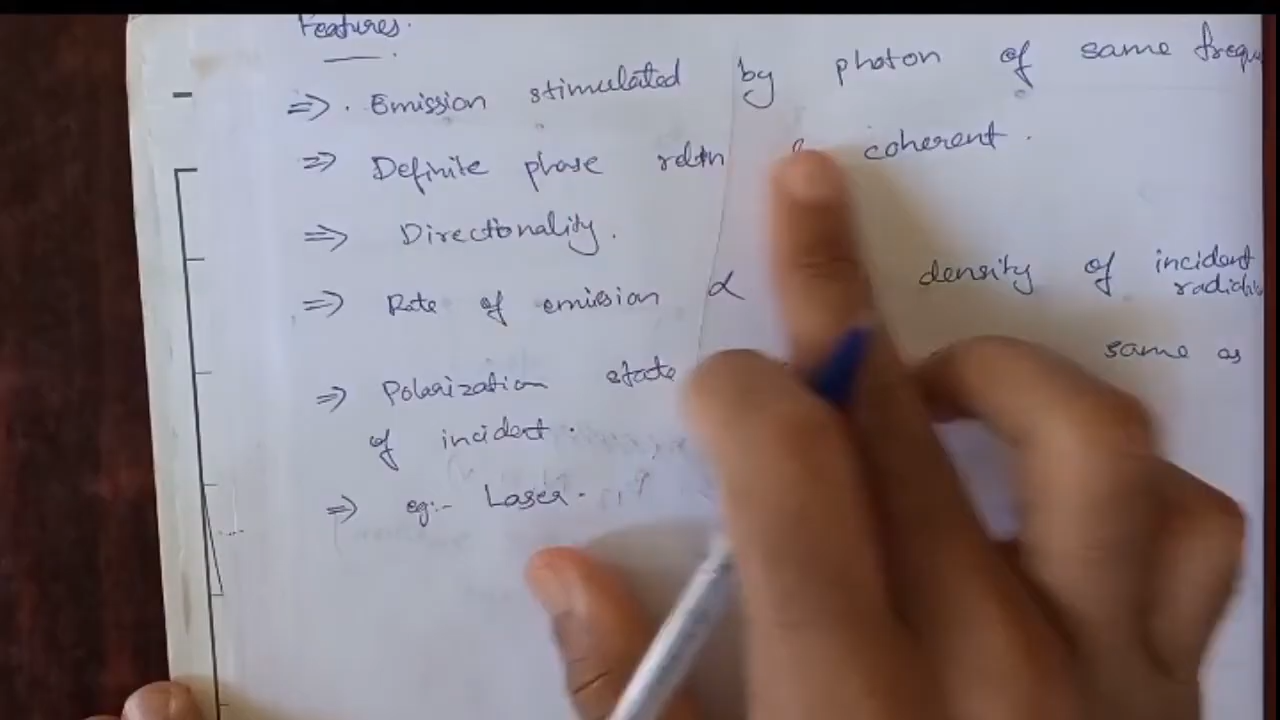 Features.
⇒ . Emission stimulated by photon of same frequ
⇒ Definite phase reltn & coherent .
⇒ Directionality .
⇒ Rate of emission ∝ density of incident
radiati
⇒ Polarization state same as
of incident .
⇒ eg:- Laser .